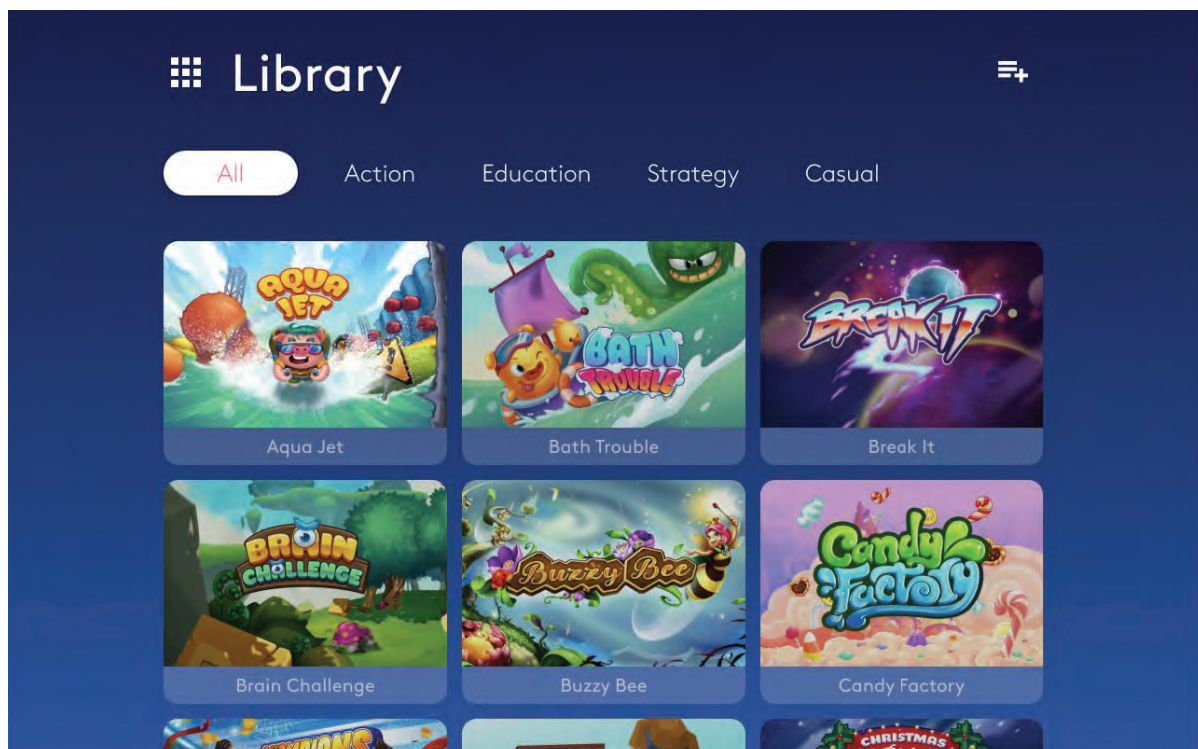 Library
All Action Education Strategy Casual
AQUA
JET
BATH
TROUBLE
BREAK IT
Aqua Jet Bath Trouble Break It
BRAIN
CHALLENGE
Buzzy Bee
Candy
Factory
Brain Challenge Buzzy Bee Candy Factory
CHAMPIONS
CHRISTMAS